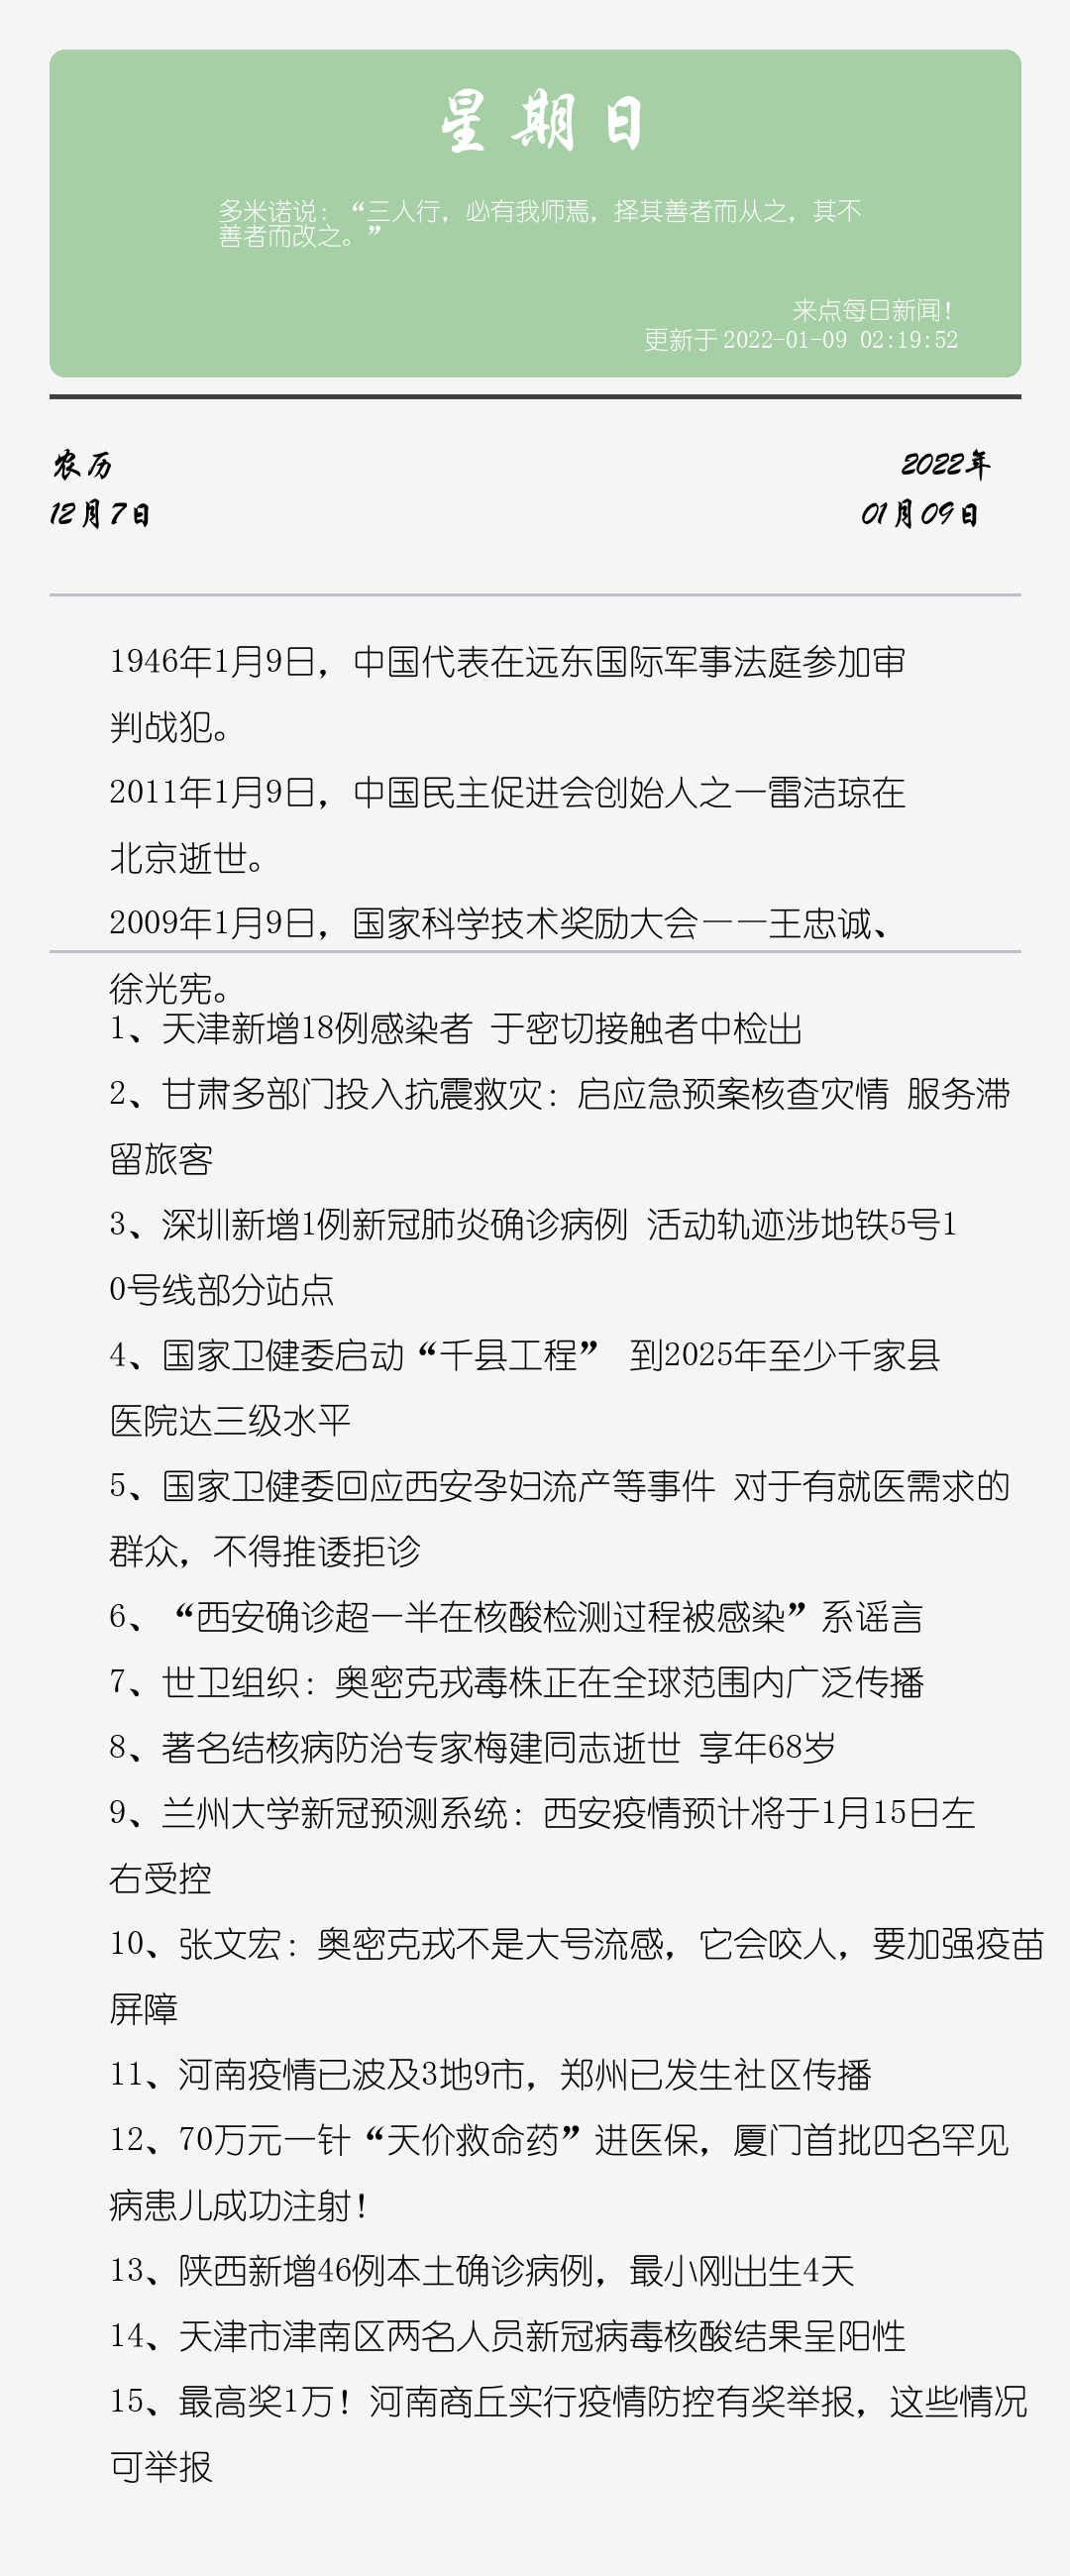 星期日
多米诺说：“三人行，必有我师焉，择其善者而从之，其不
善者而改之。”
来点每日新闻！
更新于 2022-01-09 02:19:52
农历
2022年
12月7日
01月09日
1946年1月9日，中国代表在远东国际军事法庭参加审
判战犯。
2011年1月9日，中国民主促进会创始人之一雷洁琼在
北京逝世。
2009年1月9日，国家科学技术奖励大会——王忠诚、
徐光宪。
1、天津新增18例感染者 于密切接触者中检出
2、甘肃多部门投入抗震救灾：启应急预案核查灾情 服务滞
留旅客
3、深圳新增1例新冠肺炎确诊病例 活动轨迹涉地铁5号1
0号线部分站点
4、国家卫健委启动“千县工程” 到2025年至少千家县
医院达三级水平
5、国家卫健委回应西安孕妇流产等事件 对于有就医需求的
群众，不得推诿拒诊
6、“西安确诊超一半在核酸检测过程被感染”系谣言
7、世卫组织：奥密克戎毒株正在全球范围内广泛传播
8、著名结核病防治专家梅建同志逝世 享年68岁
9、兰州大学新冠预测系统：西安疫情预计将于1月15日左
右受控
10、张文宏：奥密克戎不是大号流感，它会咬人，要加强疫苗
屏障
11、河南疫情已波及3地9市，郑州已发生社区传播
12、70万元一针“天价救命药”进医保，厦门首批四名罕见
病患儿成功注射！
13、陕西新增46例本土确诊病例，最小刚出生4天
14、天津市津南区两名人员新冠病毒核酸结果呈阳性
15、最高奖1万！河南商丘实行疫情防控有奖举报，这些情况
可举报